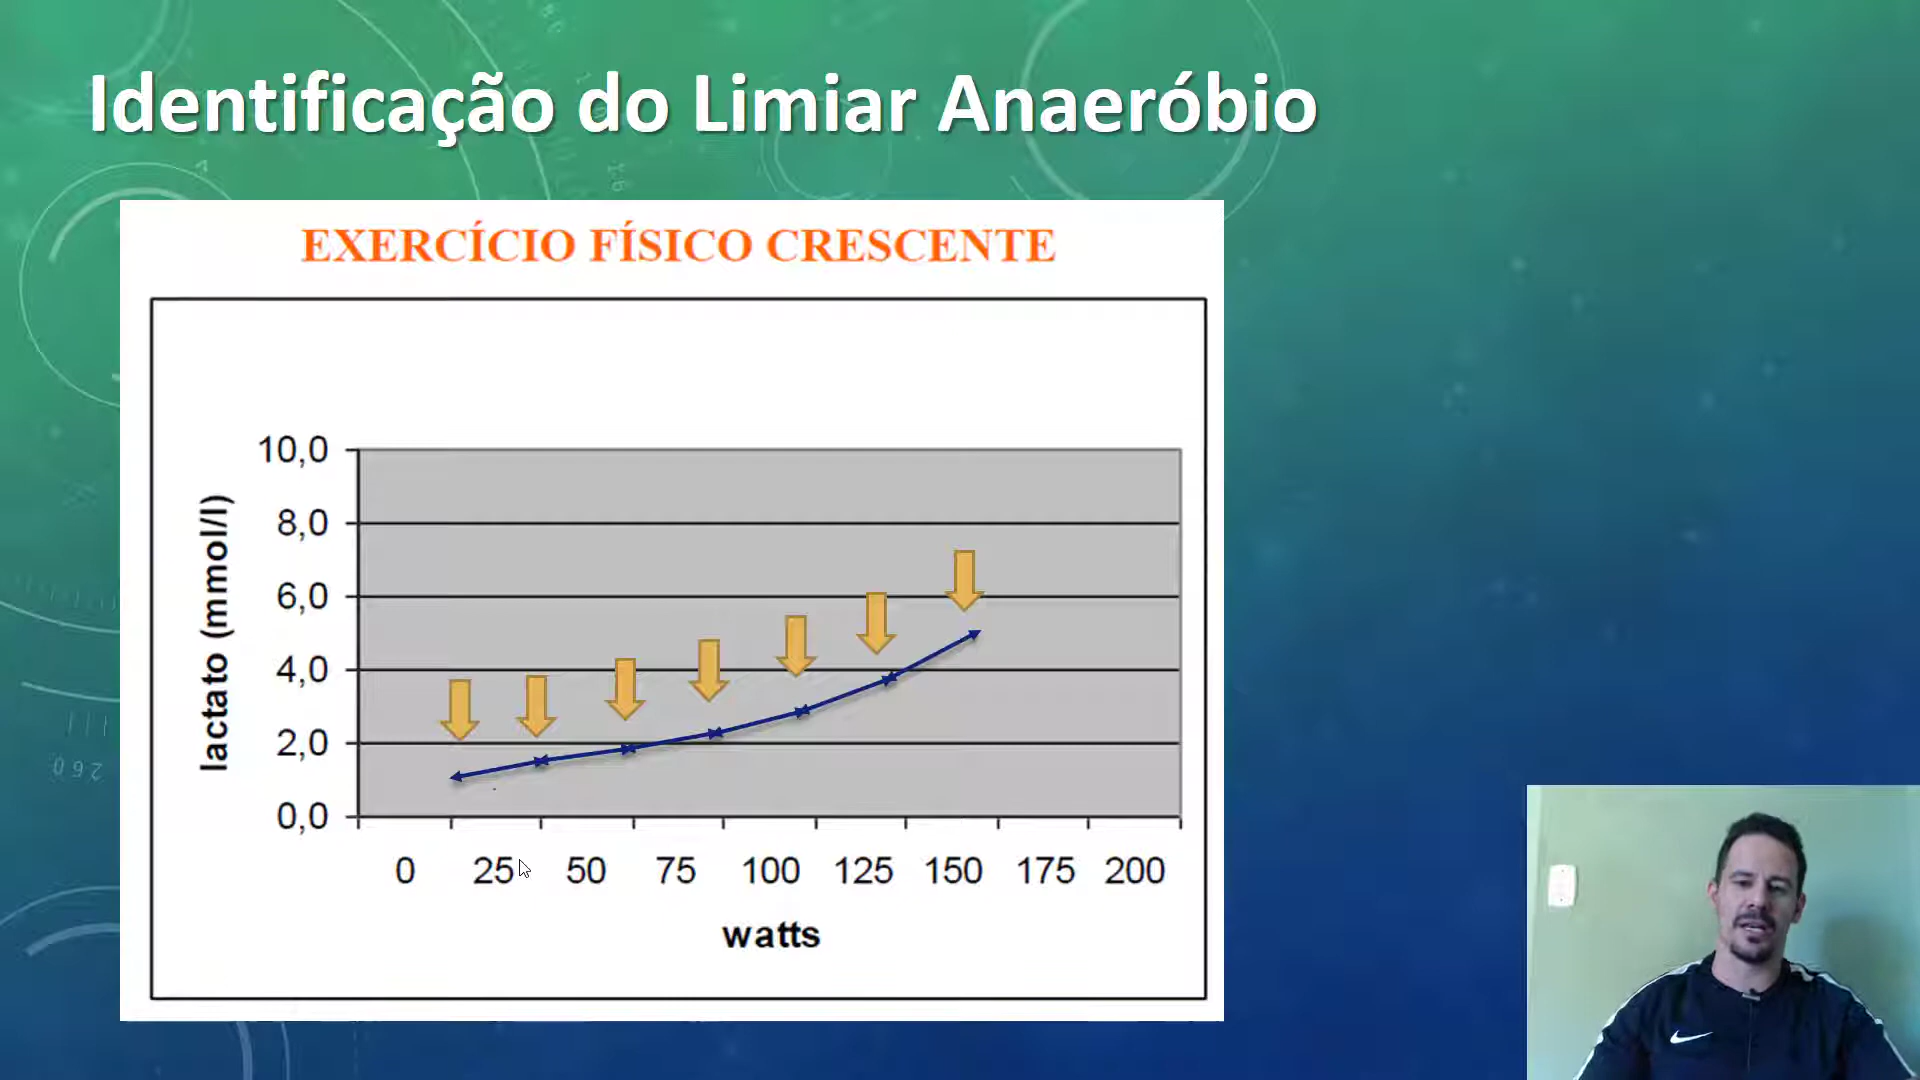 Identificação do Limiar Anaeróbio
EXERCÍCIO FÍSICO CRESCENTE
10,0
8,0
6,0
4,0
2,0
0,0
lactato (mmol/l)
0 25 50 75 100 125 150 175 200
watts
260